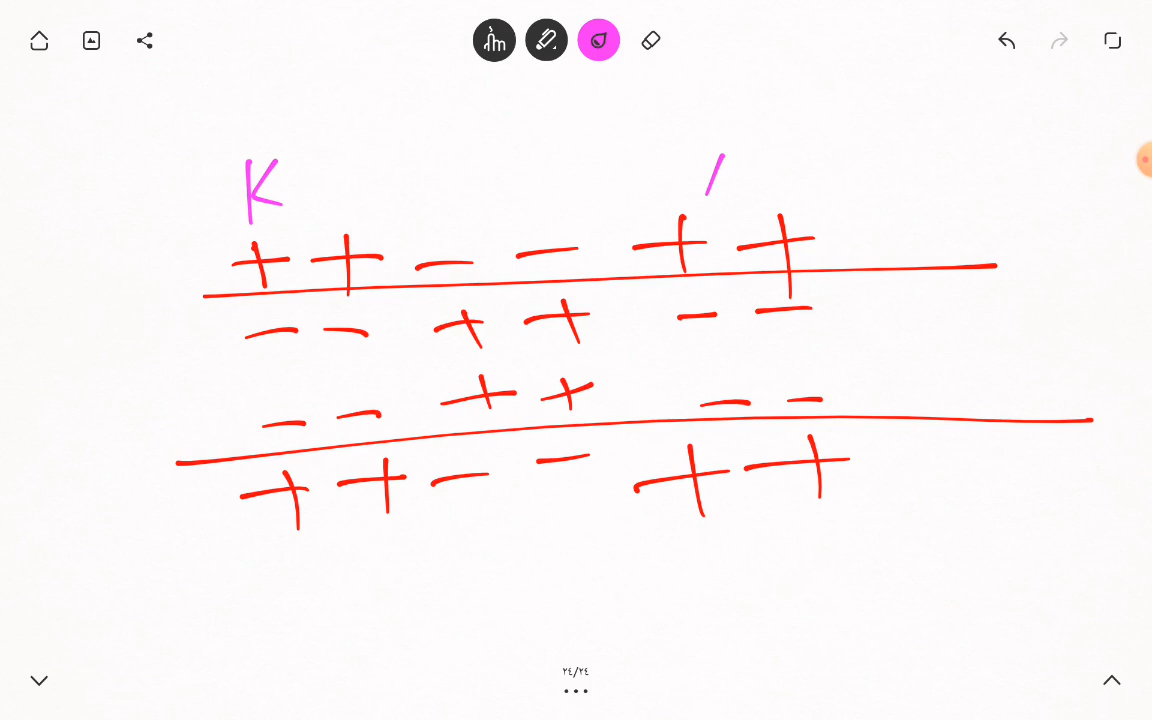 K /
+ + − − + +
− − + + − −
− − + + − −
+ + − − + +
٢٤/٢٤